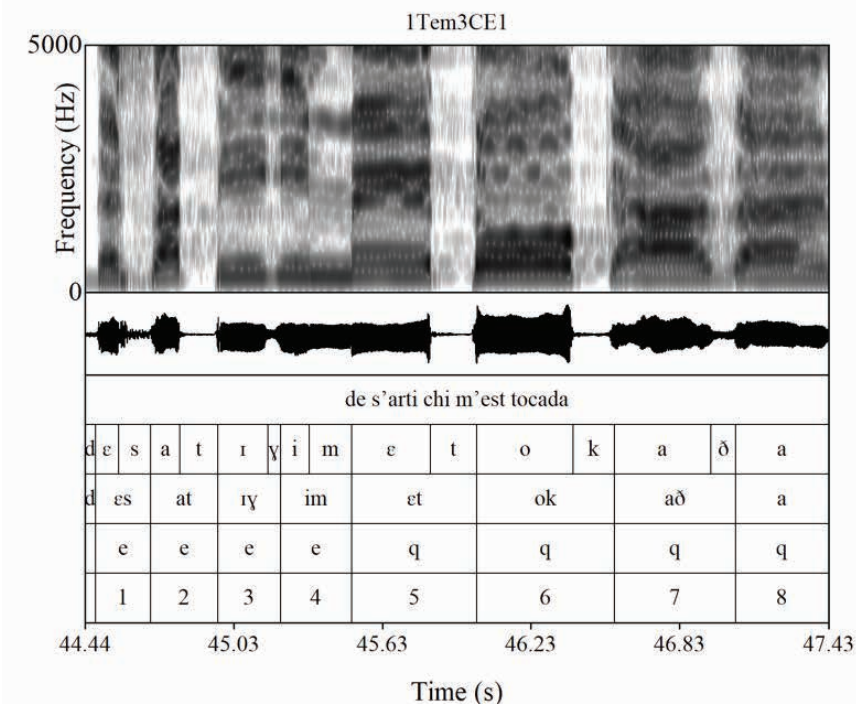 1Tem3CE1
5000
Frequency (Hz)
0
de s’arti chi m’est tocada
d ɛ s a t ɪ ɣ i m ɛ t o k a ð a
d ɛs at ɪɣ im ɛt ok að a
e e e e q q q q
1 2 3 4 5 6 7 8
44.44 45.03 45.63 46.23 46.83 47.43
Time (s)